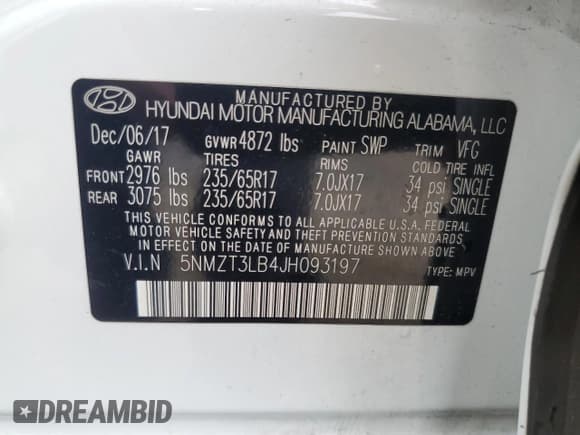 MANUFACTURED BY
HYUNDAI MOTOR MANUFACTURING ALABAMA, LLC
Dec/06/17 GVWR 4872 lbs PAINT SWP TRIM VFG
GAWR TIRES RIMS COLD TIRE INFL
FRONT 2976 lbs 235/65R17 7.0JX17 34 psi SINGLE
REAR 3075 lbs 235/65R17 7.0JX17 34 psi SINGLE
THIS VEHICLE CONFORMS TO ALL APPLICABLE U.S.A. FEDERAL
MOTOR VEHICLE SAFETY AND THEFT PREVENTION STANDARDS
IN EFFECT ON THE DATE OF MANUFACTURE SHOWN ABOVE.
V.I.N 5NMZT3LB4JH093197 TYPE: MPV
DREAMBID